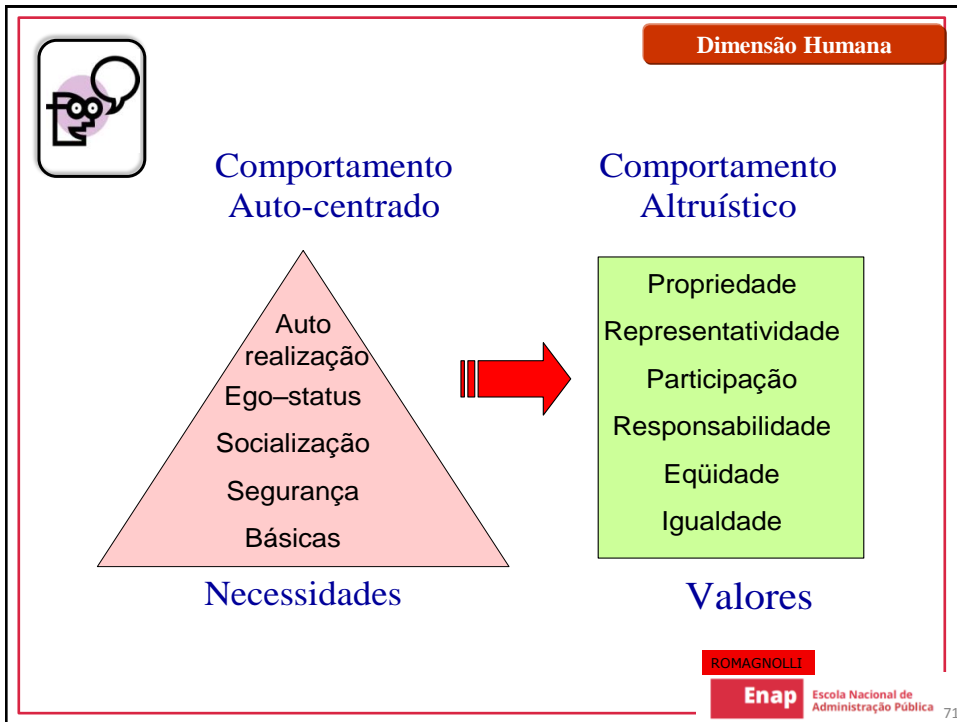 Dimensão Humana
Comportamento
Auto-centrado
Comportamento
Altruístico
Auto
realização
Ego–status
Socialização
Segurança
Básicas
Necessidades
Propriedade
Representatividade
Participação
Responsabilidade
Eqüidade
Igualdade
Valores
ROMAGNOLLI
Enap
Escola Nacional de
Administração Pública
71